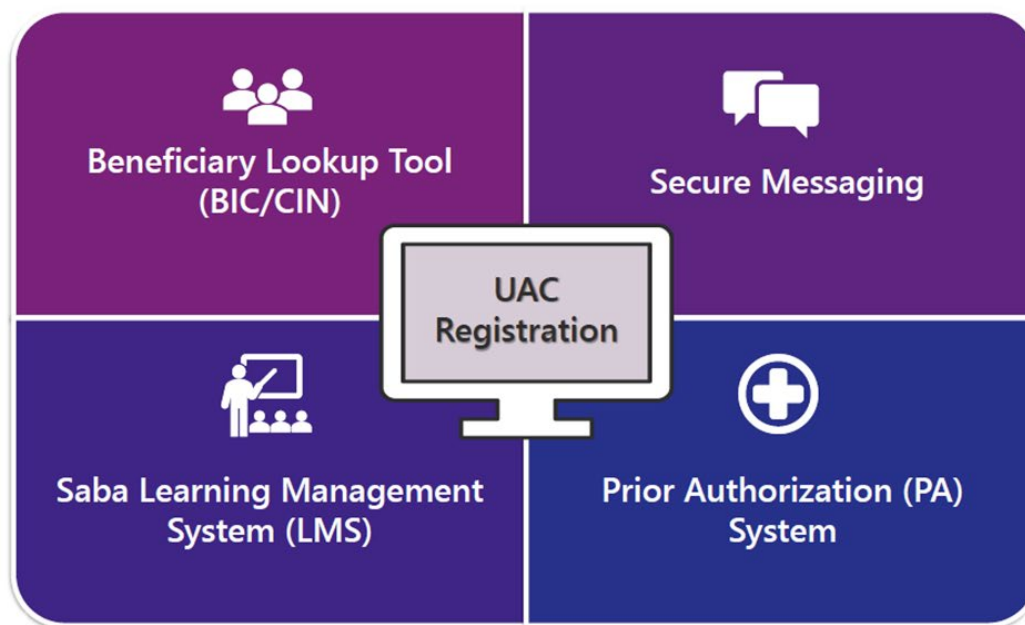 Beneficiary Lookup Tool
(BIC/CIN)
Secure Messaging
UAC
Registration
Saba Learning Management
System (LMS)
Prior Authorization (PA)
System